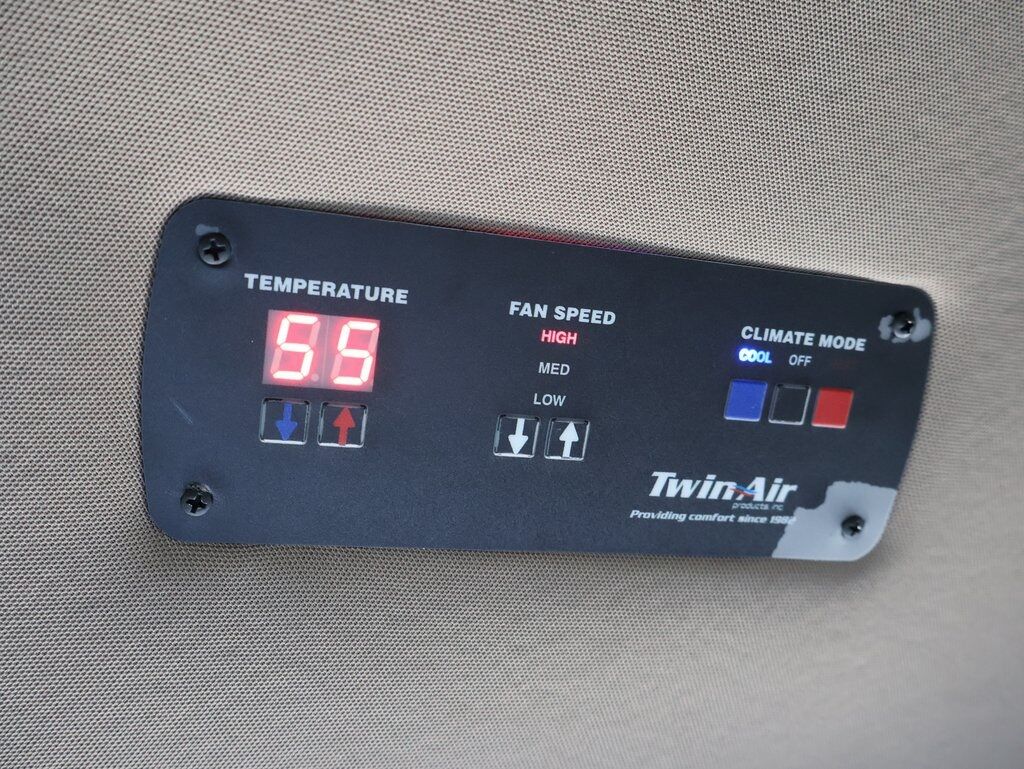 TEMPERATURE
55
FAN SPEED
HIGH
MED
LOW
CLIMATE MODE
COOL OFF
TwinAir
products, inc
Providing comfort since 1982